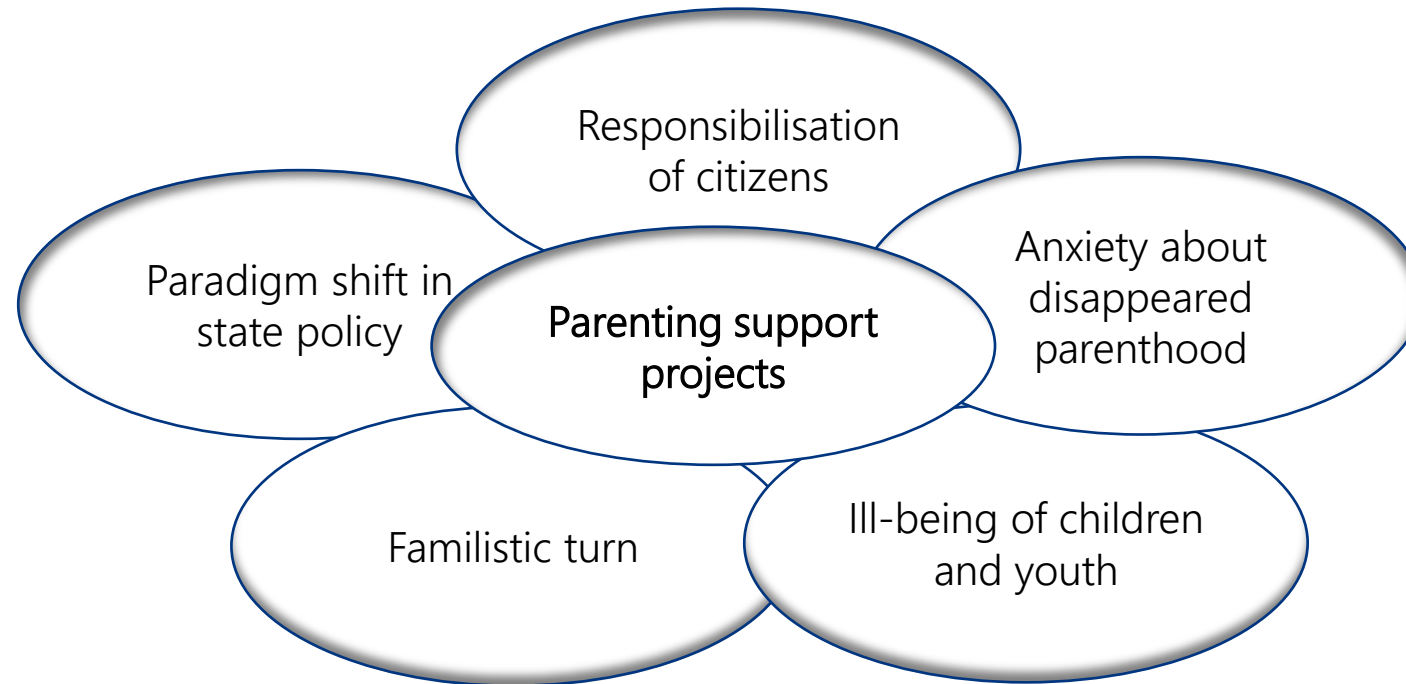 Responsibilisation
of citizens
Paradigm shift in
state policy
Anxiety about
disappeared
parenthood
Parenting support
projects
Familistic turn
Ill-being of children
and youth